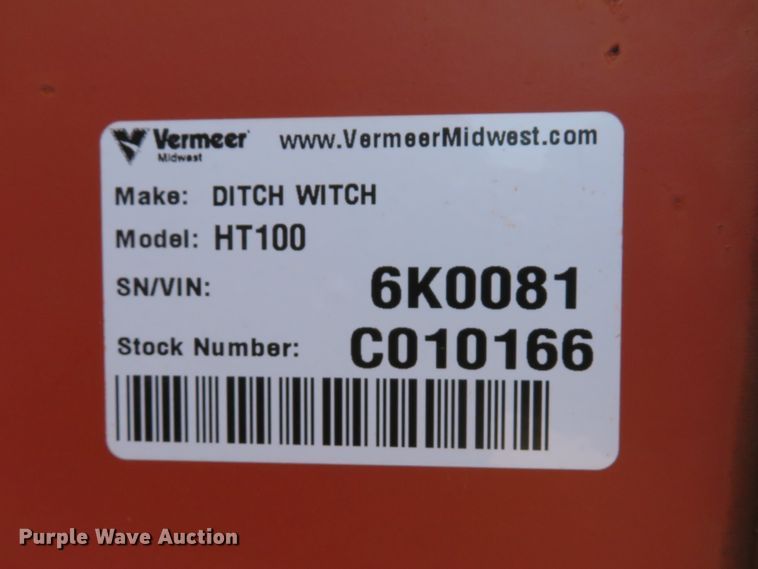 Vermeer Midwest www.VermeerMidwest.com
Make: DITCH WITCH
Model: HT100
SN/VIN: 6K0081
Stock Number: C010166
Purple Wave Auction